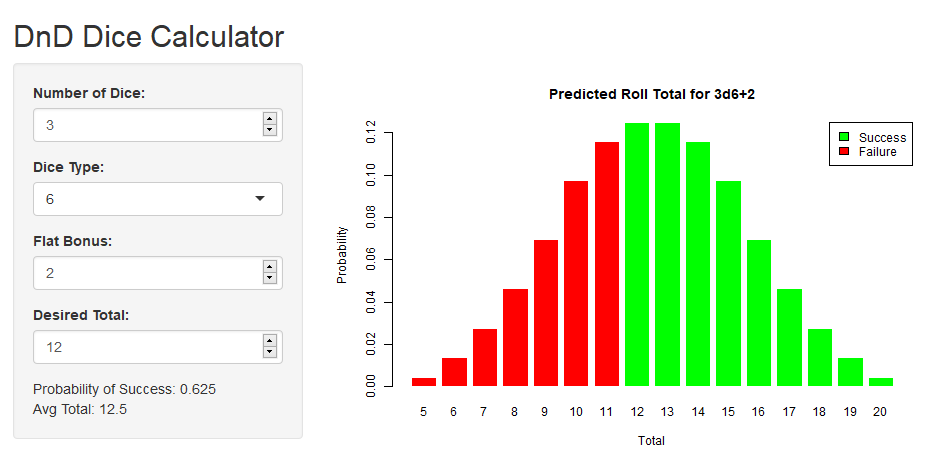 DnD Dice Calculator
Number of Dice:
3
Dice Type:
6
Flat Bonus:
2
Desired Total:
12
Probability of Success: 0.625
Avg Total: 12.5
Predicted Roll Total for 3d6+2
Success
Failure
Probability
0.12
0.10
0.08
0.06
0.04
0.02
0.00
5 6 7 8 9 10 11 12 13 14 15 16 17 18 19 20
Total